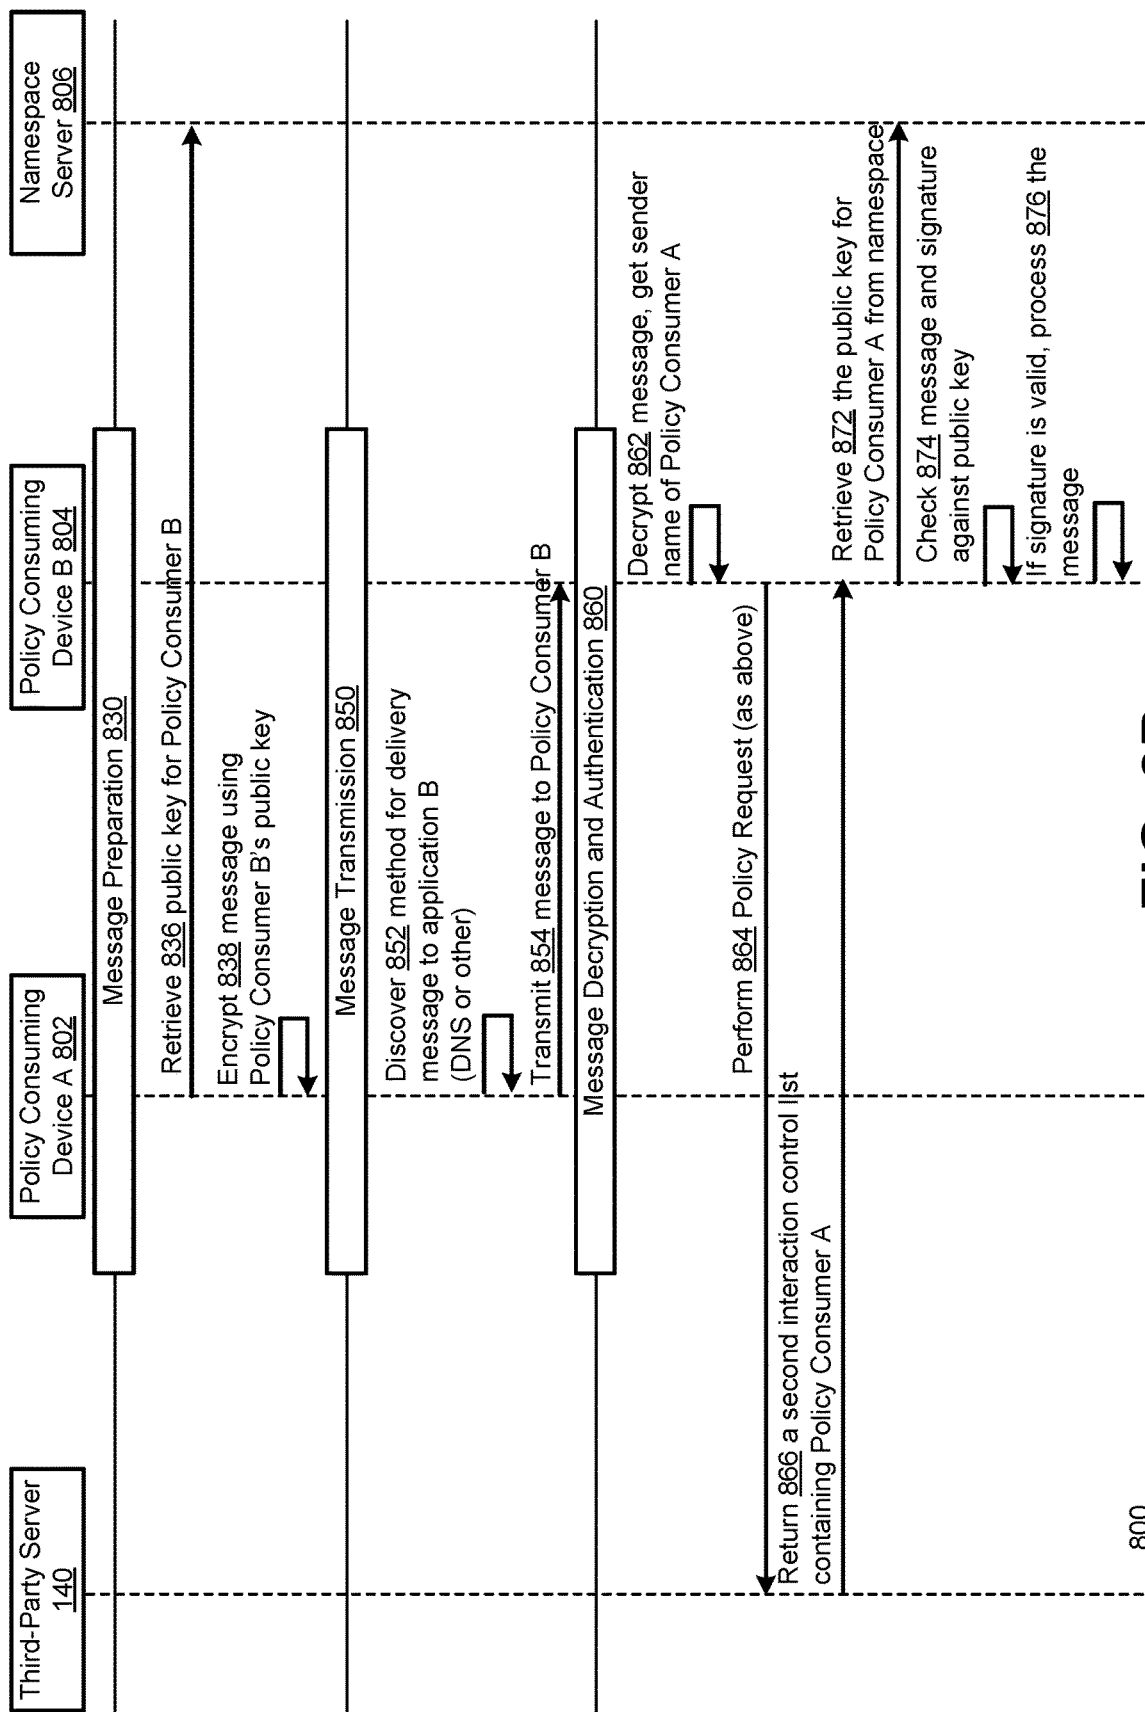 Third-Party Server
140
Policy Consuming
Device A 802
Policy Consuming
Device B 804
Namespace
Server 806
Message Preparation 830
Retrieve 836 public key for Policy Consumer B
Encrypt 838 message using
Policy Consumer B's public key
Message Transmission 850
Discover 852 method for delivery
message to application B
(DNS or other)
Transmit 854 message to Policy Consumer B
Message Decryption and Authentication 860
Decrypt 862 message, get sender
name of Policy Consumer A
Perform 864 Policy Request (as above)
Return 866 a second interaction control list
containing Policy Consumer A
Retrieve 872 the public key for
Policy Consumer A from namespace
Check 874 message and signature
against public key
If signature is valid, process 876 the
message
800